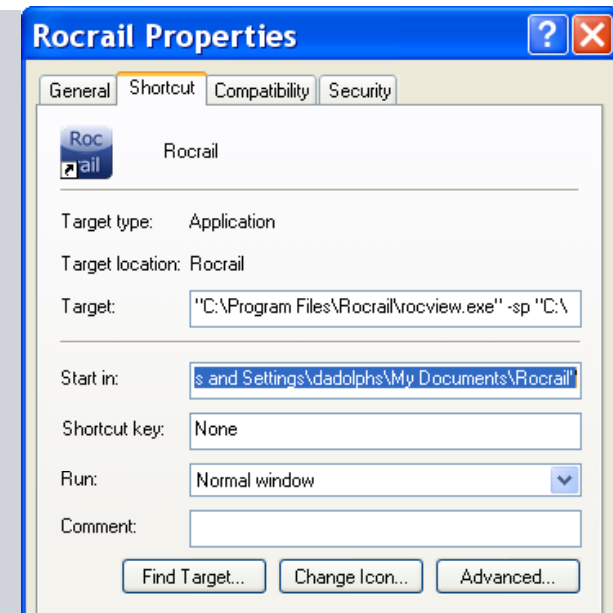 Rocrail Properties
General Shortcut Compatibility Security
Roc
rail
Rocrail
Target type: Application
Target location: Rocrail
Target: "C:\Program Files\Rocrail\rocview.exe" -sp "C:\
Start in: s and Settings\dadolphs\My Documents\Rocrail"
Shortcut key: None
Run: Normal window
Comment:
Find Target... Change Icon... Advanced...